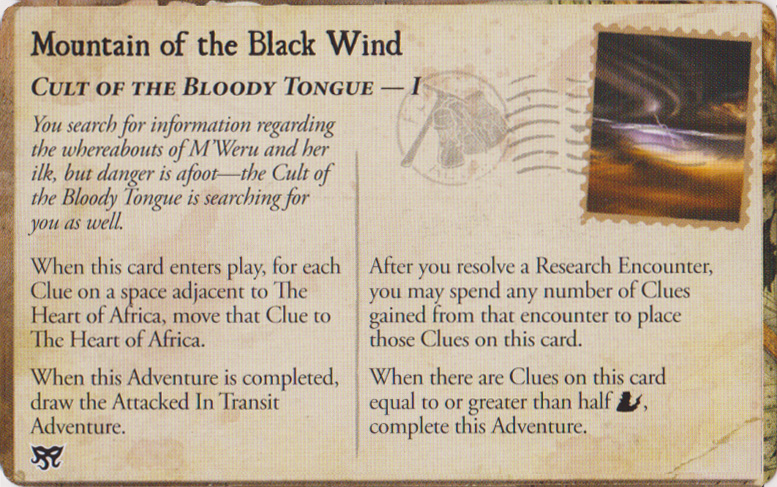 Mountain of the Black Wind
Cult of the Bloody Tongue — I
You search for information regarding
the whereabouts of M'Weru and her
ilk, but danger is afoot—the Cult of
the Bloody Tongue is searching for
you as well.
When this card enters play, for each
Clue on a space adjacent to The
Heart of Africa, move that Clue to
The Heart of Africa.
When this Adventure is completed,
draw the Attacked In Transit
Adventure.
After you resolve a Research Encounter,
you may spend any number of Clues
gained from that encounter to place
those Clues on this card.
When there are Clues on this card
equal to or greater than half ,
complete this Adventure.